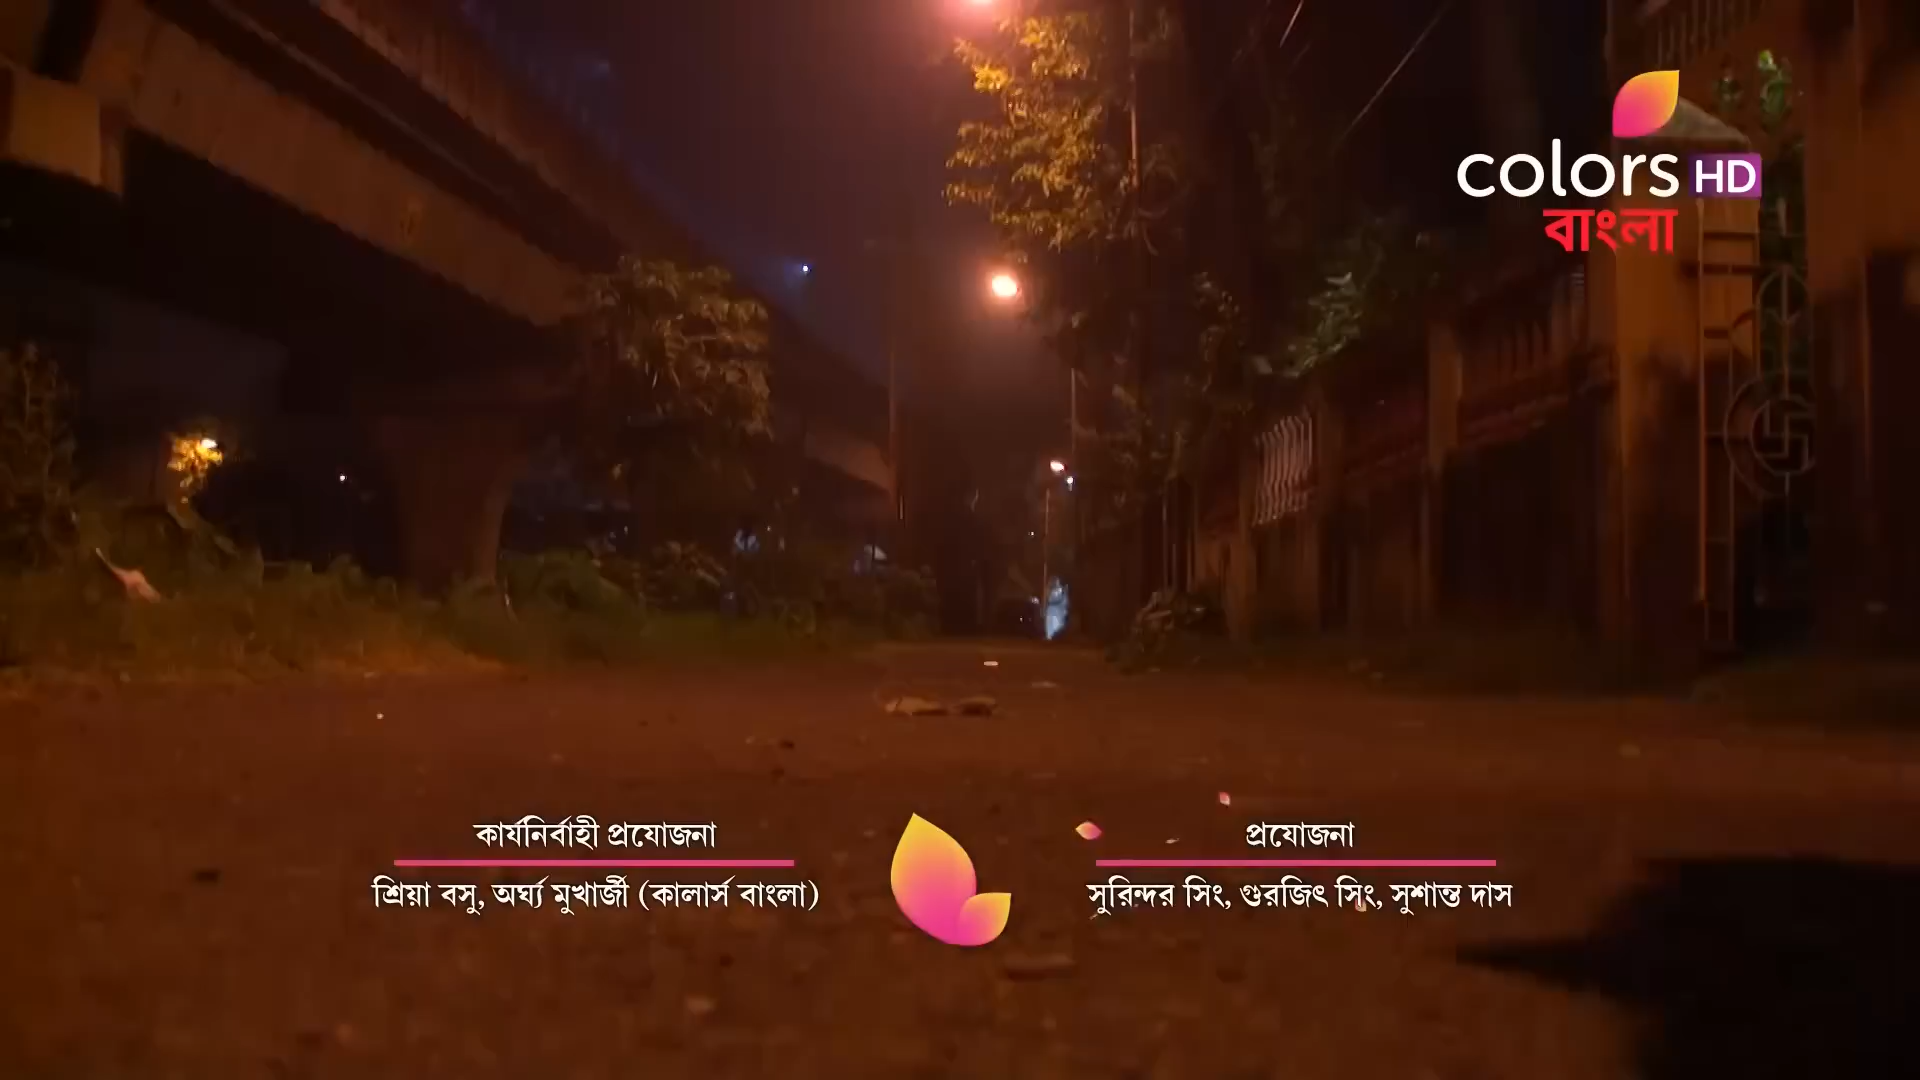 colors HD
বাংলা
কার্যনির্বাহী প্রযোজনা
শ্রিয়া বসু, অর্ঘ্য মুখার্জী (কালার্স বাংলা)
প্রযোজনা
সুরিন্দর সিং, গুরজিৎ সিং, সুশান্ত দাস